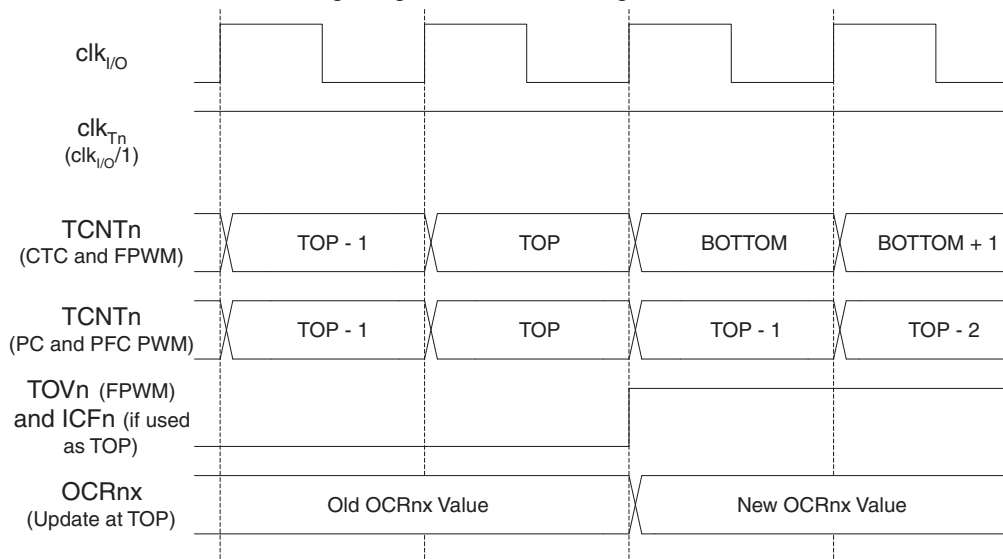 clkI/O
clkTn
(clkI/O/1)
TCNTn
(CTC and FPWM)
TOP - 1
TOP
BOTTOM
BOTTOM + 1
TCNTn
(PC and PFC PWM)
TOP - 1
TOP
TOP - 1
TOP - 2
TOVn (FPWM)
and ICFn (if used
as TOP)
OCRnx
(Update at TOP)
Old OCRnx Value
New OCRnx Value